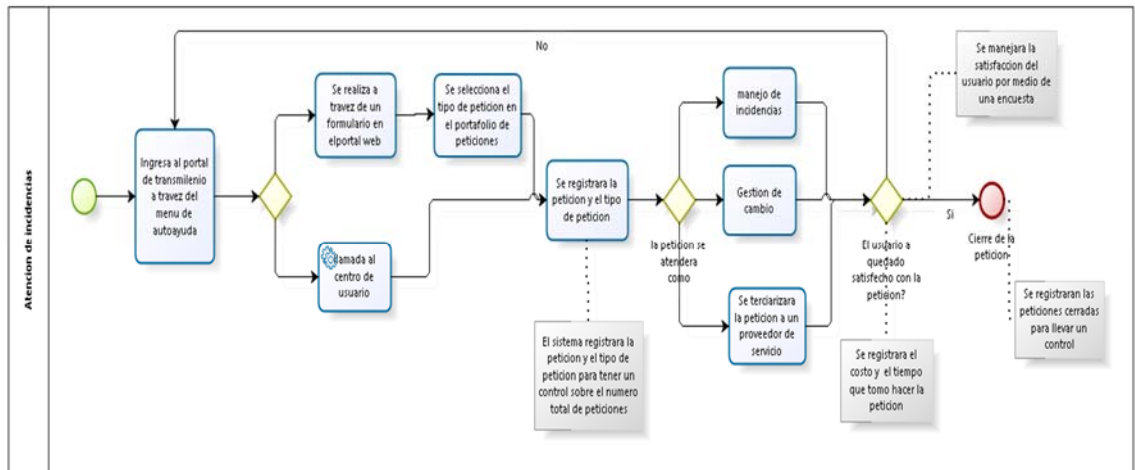 Atencion de incidencias
No
Ingresa al portal
de transmilenio
a travez del
menu de
autoayuda
Se realiza a
travez de un
formulario en
elportal web
Se selecciona el
tipo de peticion en
el portafolio de
peticiones
llamada al
centro de
usuario
Se registrara la
peticion y el tipo
de peticion
El sistema registrara la
peticion y el tipo de
peticion para tener un
control sobre el numero
total de peticiones
la peticion se
atendera
como
manejo de
incidencias
Gestion de
cambio
Se terciarizara
la peticion a un
proveedor de
servicio
El usuario a
quedado
satisfecho con la
peticion?
Si
Se manejara la
satisfaccion del
usuario por medio de
una encuesta
Cierre de la
peticion
Se registrara el
costo y el tiempo
que tomo hacer la
peticion
Se registraran las
peticiones cerradas
para llevar un
control